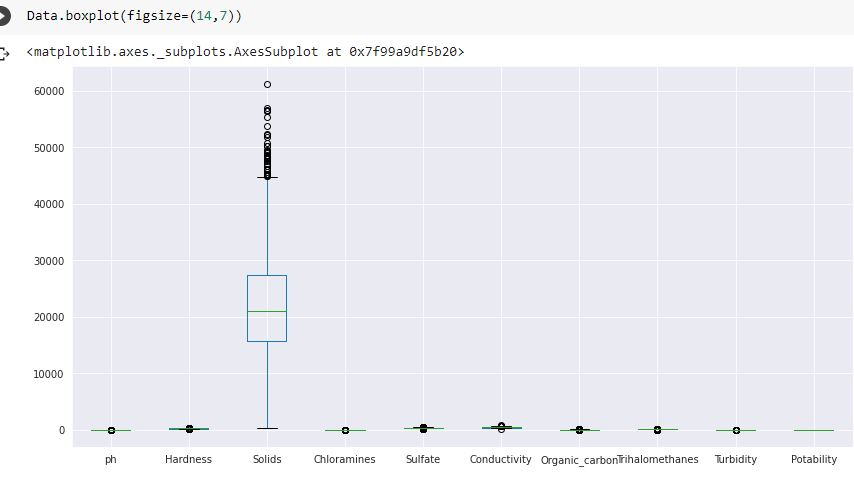 Data.boxplot(figsize=(14,7))
<matplotlib.axes._subplots.AxesSubplot at 0x7f99a9df5b20>
60000
50000
40000
30000
20000
10000
0
ph Hardness Solids Chloramines Sulfate Conductivity Organic_carbon Trihalomethanes Turbidity Potability